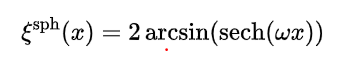 ξ^sph(x) = 2 arcsin(sech(ωx))